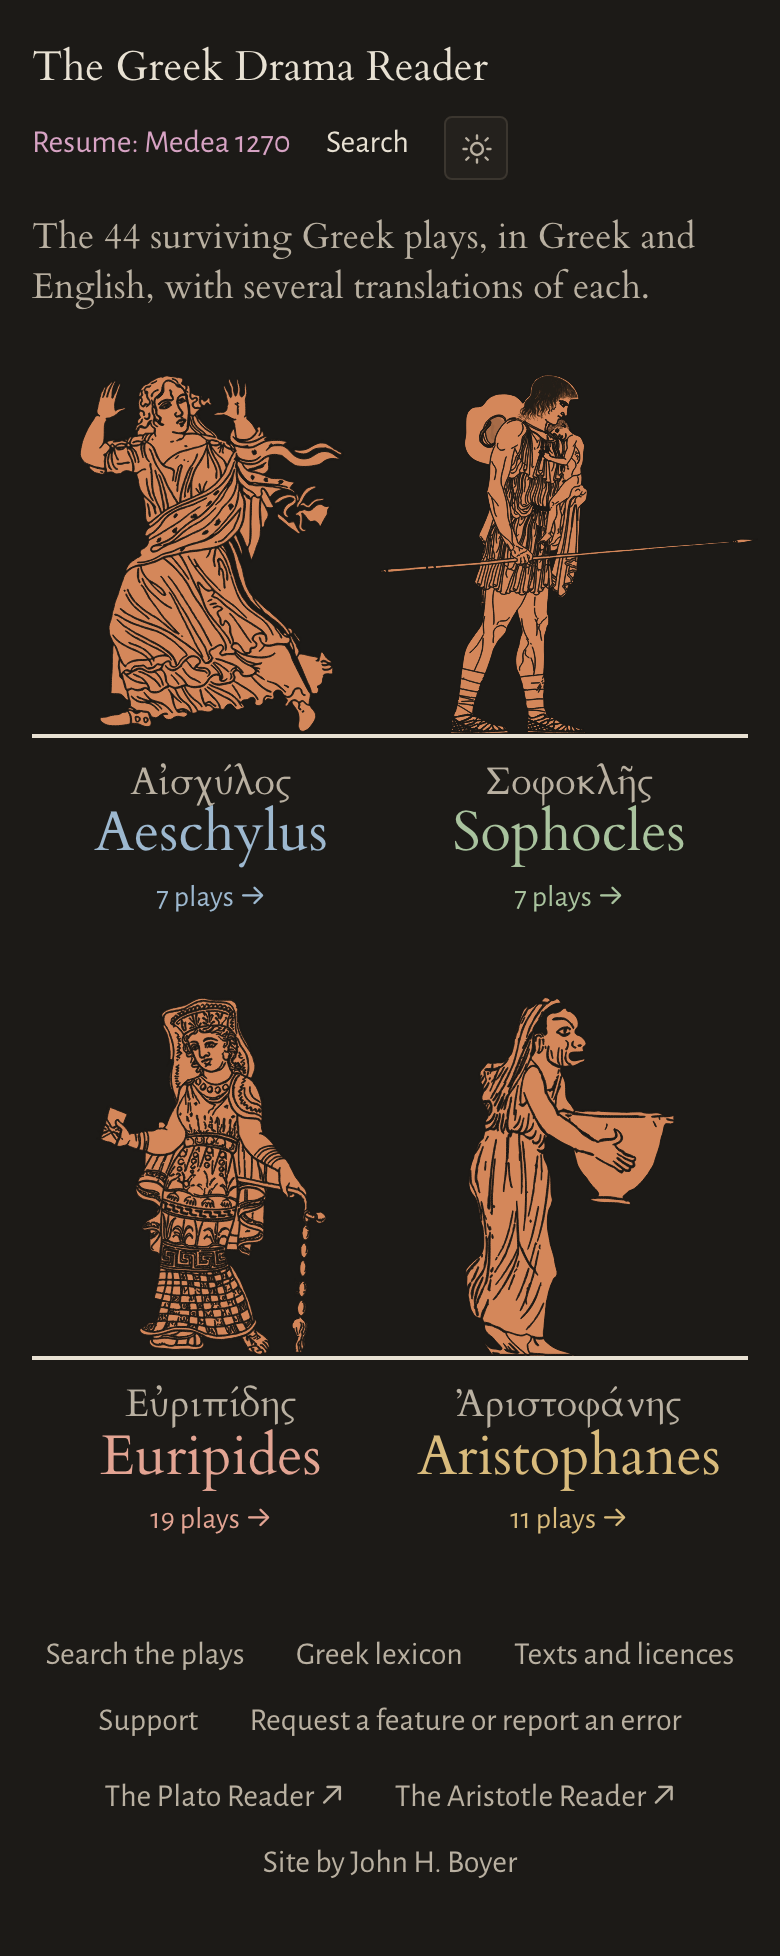 The Greek Drama Reader
Resume: Medea 1270 Search
The 44 surviving Greek plays, in Greek and
English, with several translations of each.
Αἰσχύλος Σοφοκλῆς
Aeschylus Sophocles
7 plays → 7 plays →
Εὐριπίδης Ἀριστοφάνης
Euripides Aristophanes
19 plays → 11 plays →
Search the plays Greek lexicon Texts and licences
Support Request a feature or report an error
The Plato Reader ↗ The Aristotle Reader ↗
Site by John H. Boyer